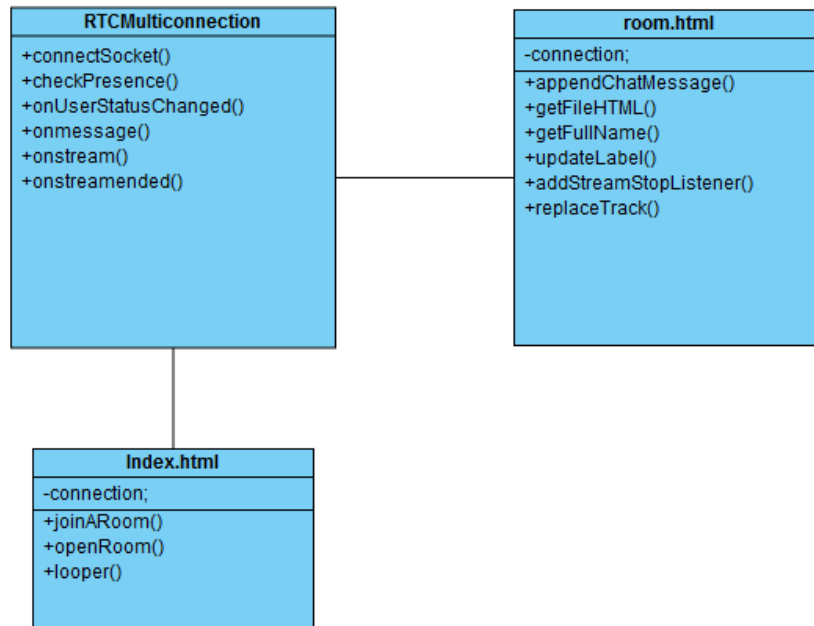 RTCMulticonnection
+connectSocket()
+checkPresence()
+onUserStatusChanged()
+onmessage()
+onstream()
+onstreamended()
room.html
-connection;
+appendChatMessage()
+getFileHTML()
+getFullName()
+updateLabel()
+addStreamStopListener()
+replaceTrack()
Index.html
-connection;
+joinARoom()
+openRoom()
+looper()